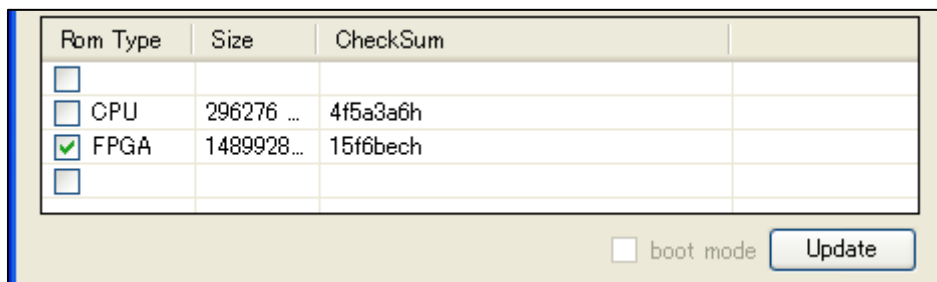 Rom Type Size CheckSum
CPU 296276 ... 4f5a3a6h
FPGA 1489928... 15f6bech
boot mode Update